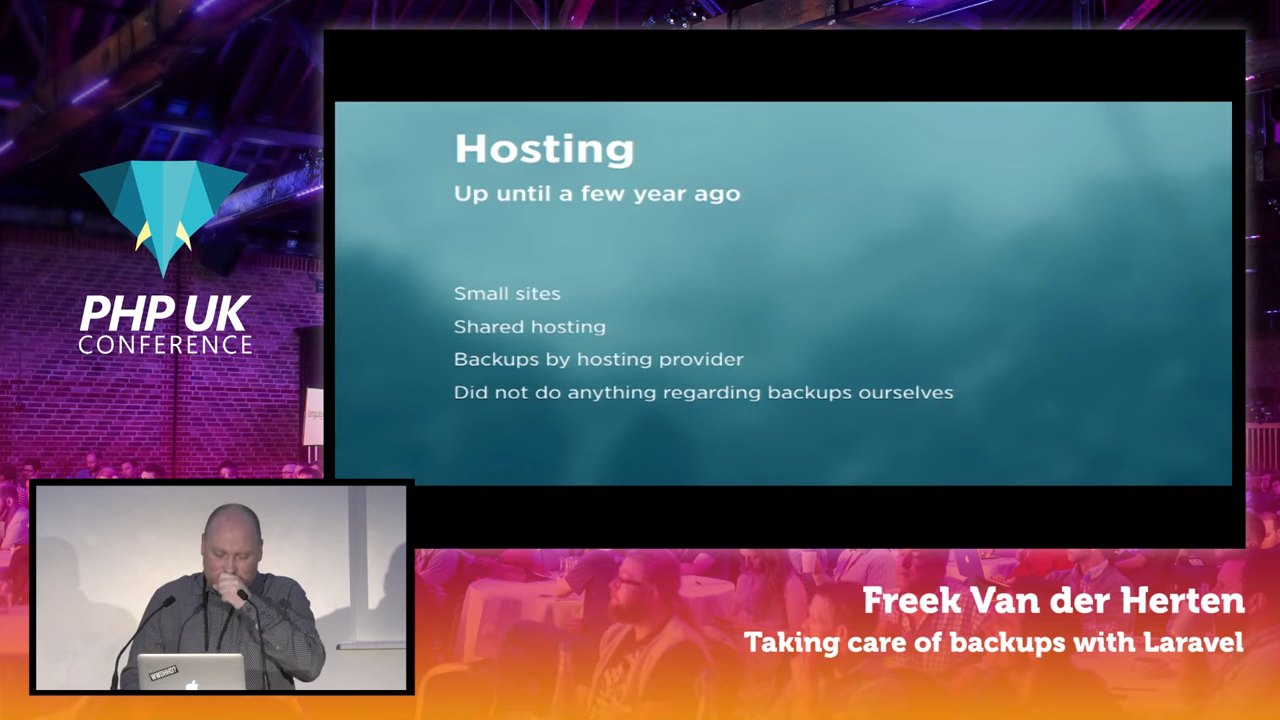 PHP UK
CONFERENCE
Hosting
Up until a few year ago
Small sites
Shared hosting
Backups by hosting provider
Did not do anything regarding backups ourselves
Freek Van der Herten
Taking care of backups with Laravel